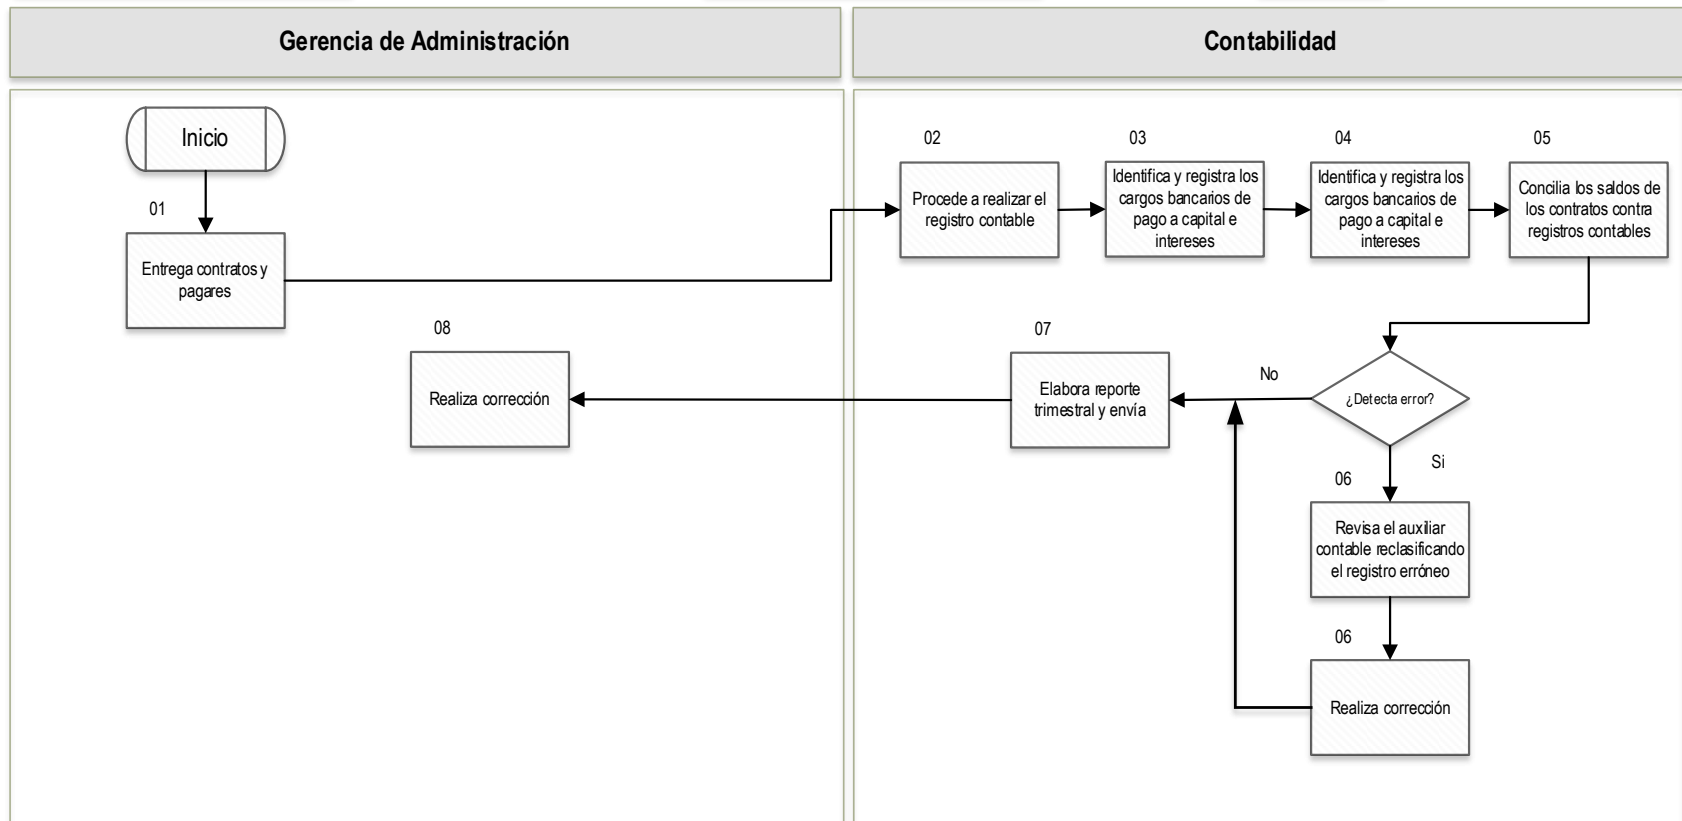 Gerencia de Administración
Contabilidad
Inicio
01
Entrega contratos y
pagares
02
Procede a realizar el
registro contable
03
Identifica y registra los
cargos bancarios de
pago a capital e
intereses
04
Identifica y registra los
cargos bancarios de
pago a capital e
intereses
05
Concilia los saldos de
los contratos contra
registros contables
¿Detecta error?
No
Si
06
Revisa el auxiliar
contable reclasificando
el registro erróneo
06
Realiza corrección
07
Elabora reporte
trimestral y envía
08
Realiza corrección